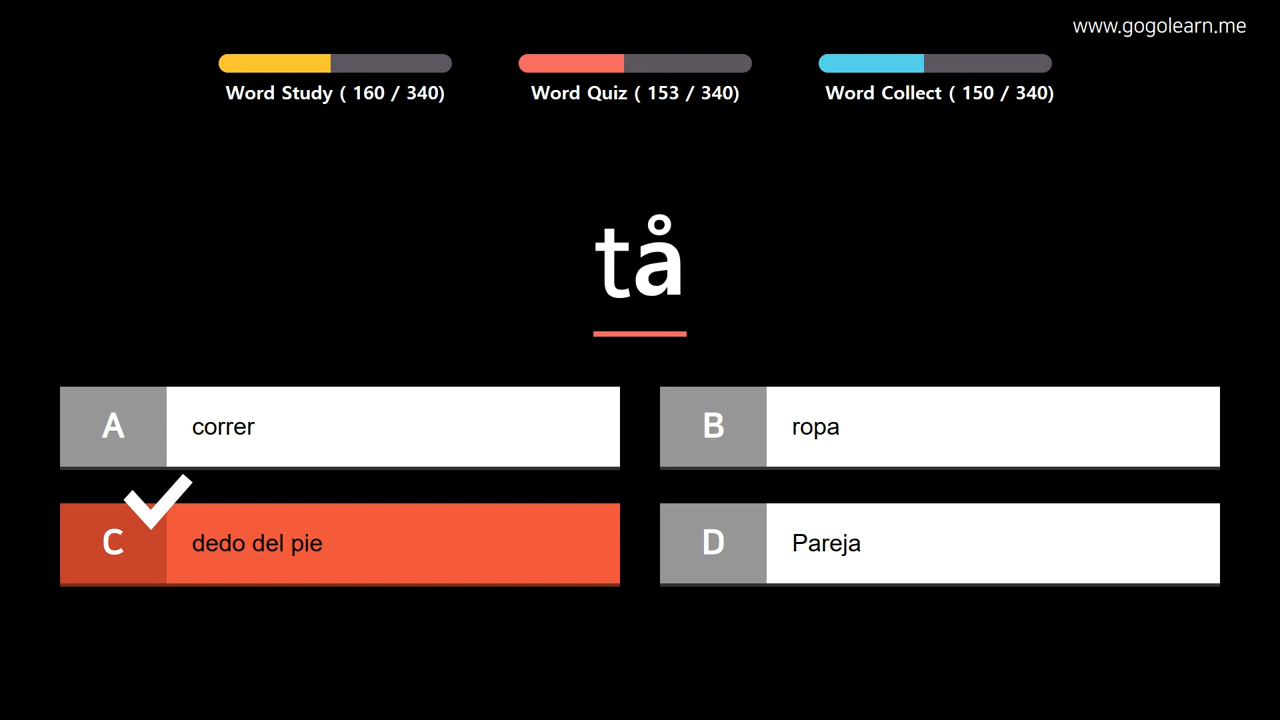 www.gogolearn.me
Word Study ( 160 / 340)
Word Quiz ( 153 / 340)
Word Collect ( 150 / 340)
tå
A correr
B ropa
C dedo del pie
D Pareja